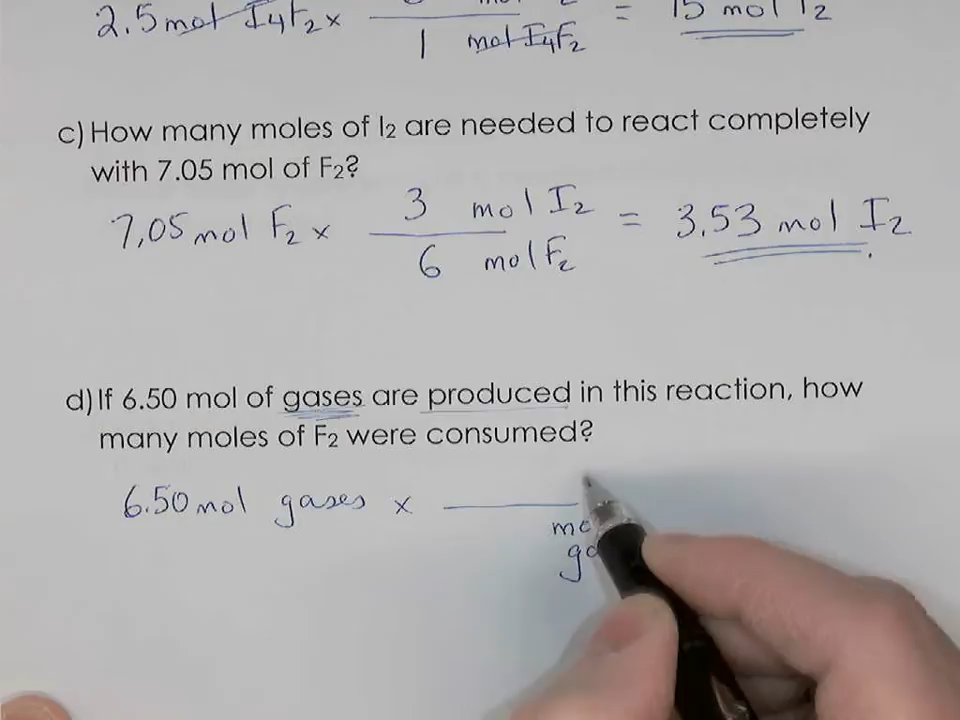 2.5 mol I4F2 × = 15 mol I2
1 mol I4F2
c) How many moles of I2 are needed to react completely
with 7.05 mol of F2?
7.05 mol F2 × 3 mol I2 = 3.53 mol I2.
6 mol F2
d) If 6.50 mol of gases are produced in this reaction, how
many moles of F2 were consumed?
6.50 mol gases ×